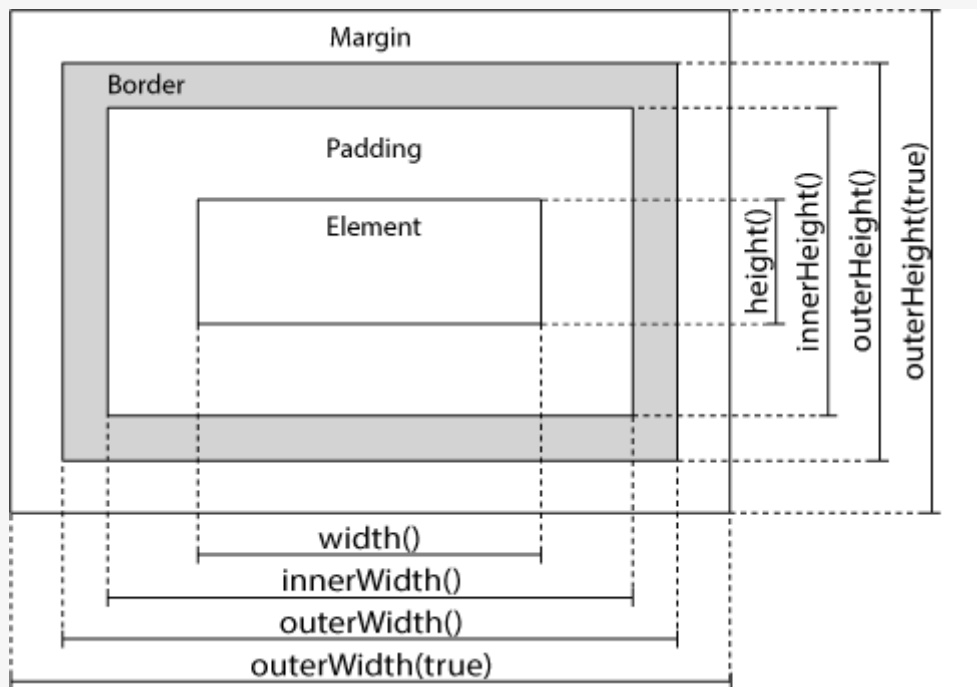 Margin
Border
Padding
Element
height()
innerHeight()
outerHeight()
outerHeight(true)
width()
innerWidth()
outerWidth()
outerWidth(true)